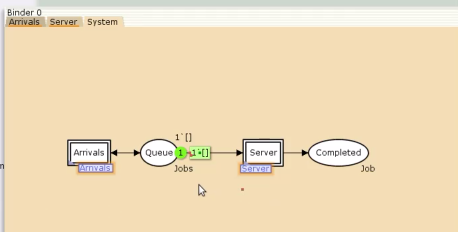 Binder 0
Arrivals Server System
1`[]
Arrivals Queue 1 1`[] Server Completed
Arrivals Jobs Server Job